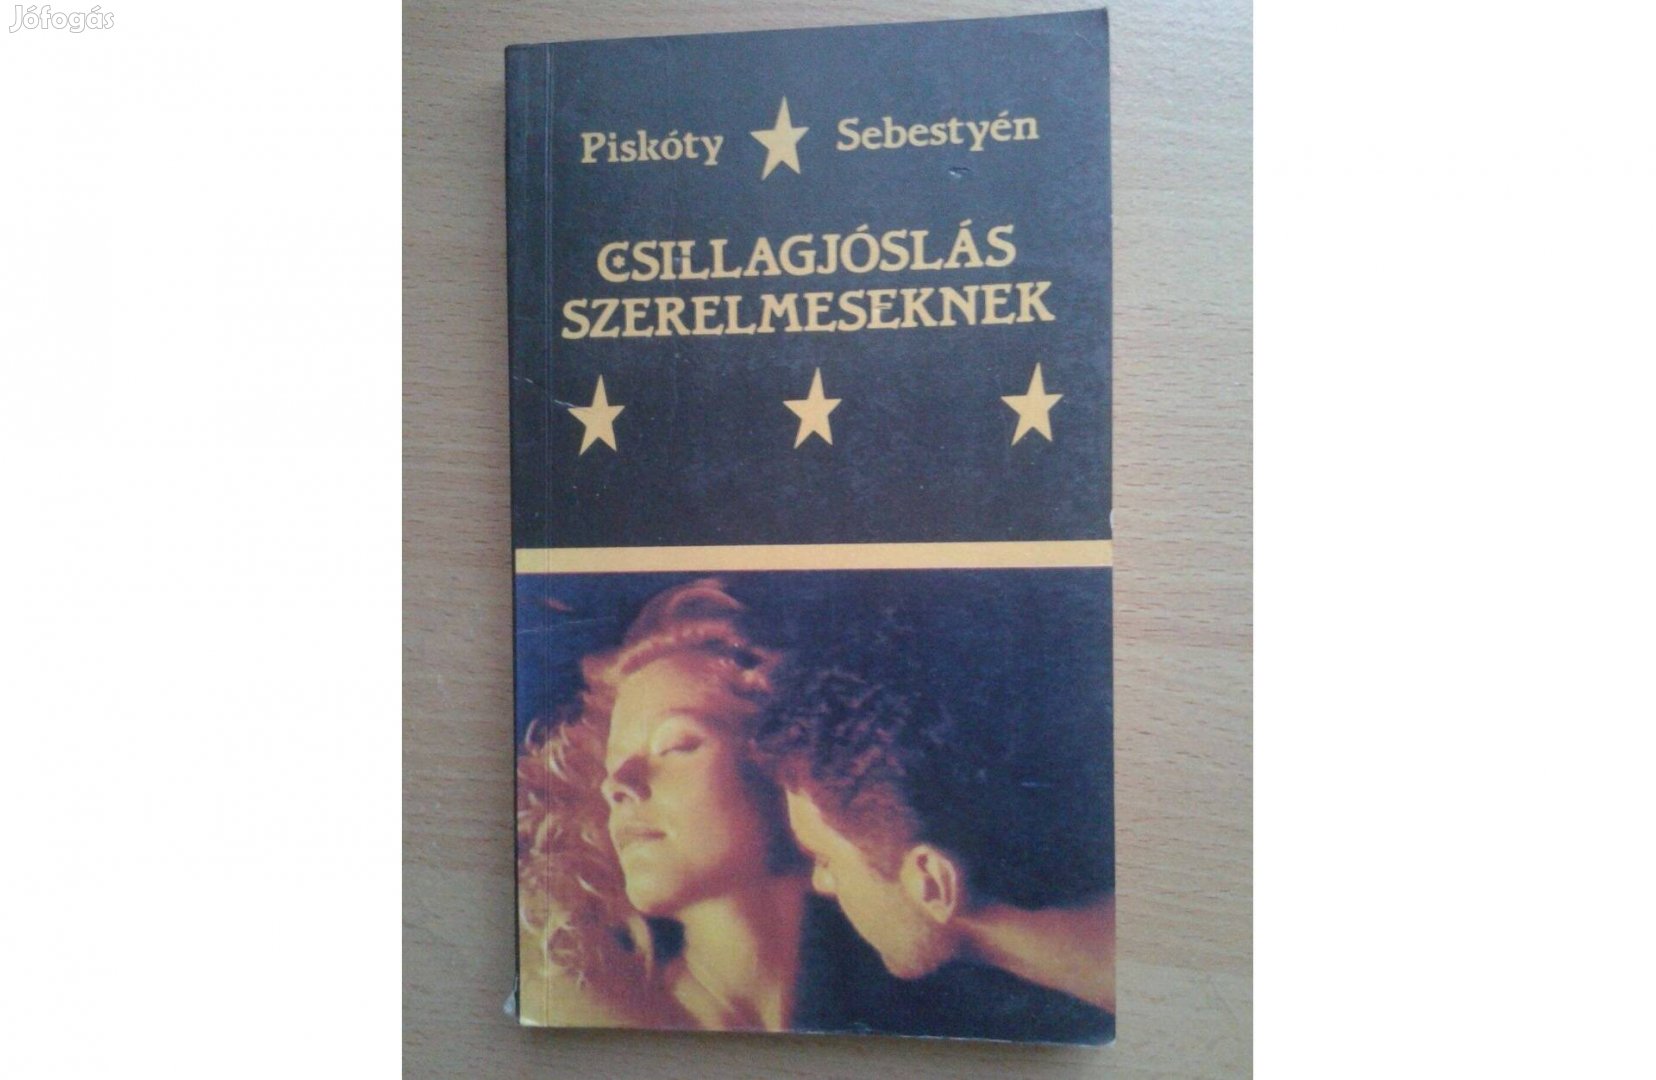 Jófogás
Piskóty Sebestyén
CSILLAGJÓSLÁS
SZERELMESEKNEK